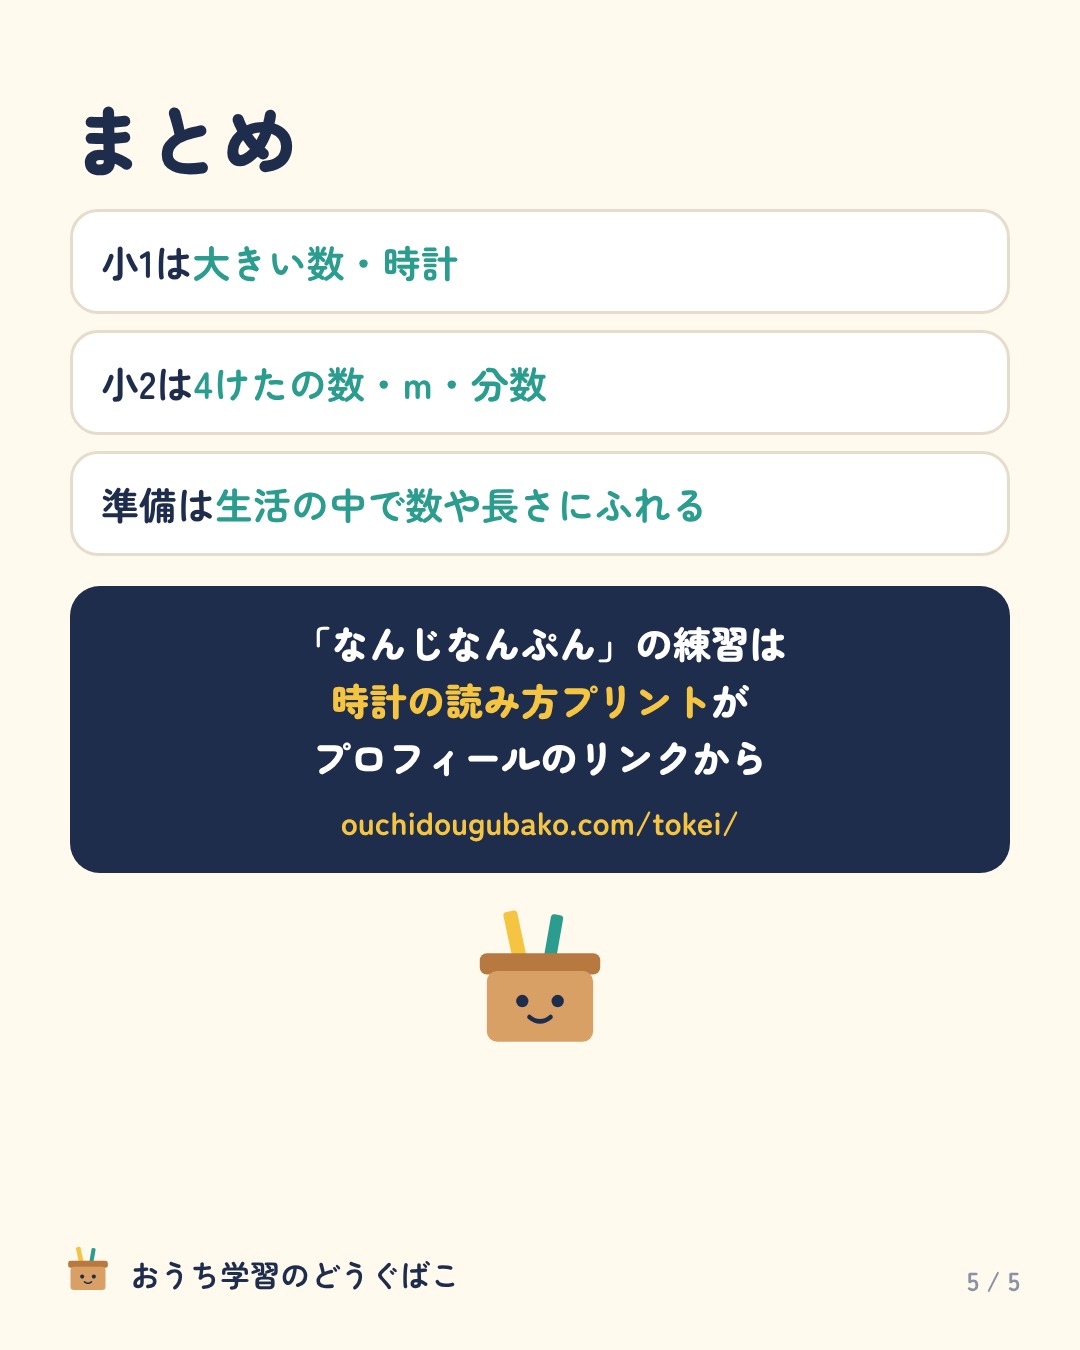 まとめ
小1は大きい数・時計
小2は4けたの数・m・分数
準備は生活の中で数や長さにふれる
「なんじなんぷん」の練習は
時計の読み方プリントが
プロフィールのリンクから
ouchidougubako.com/tokei/
おうち学習のどうぐばこ
5 / 5